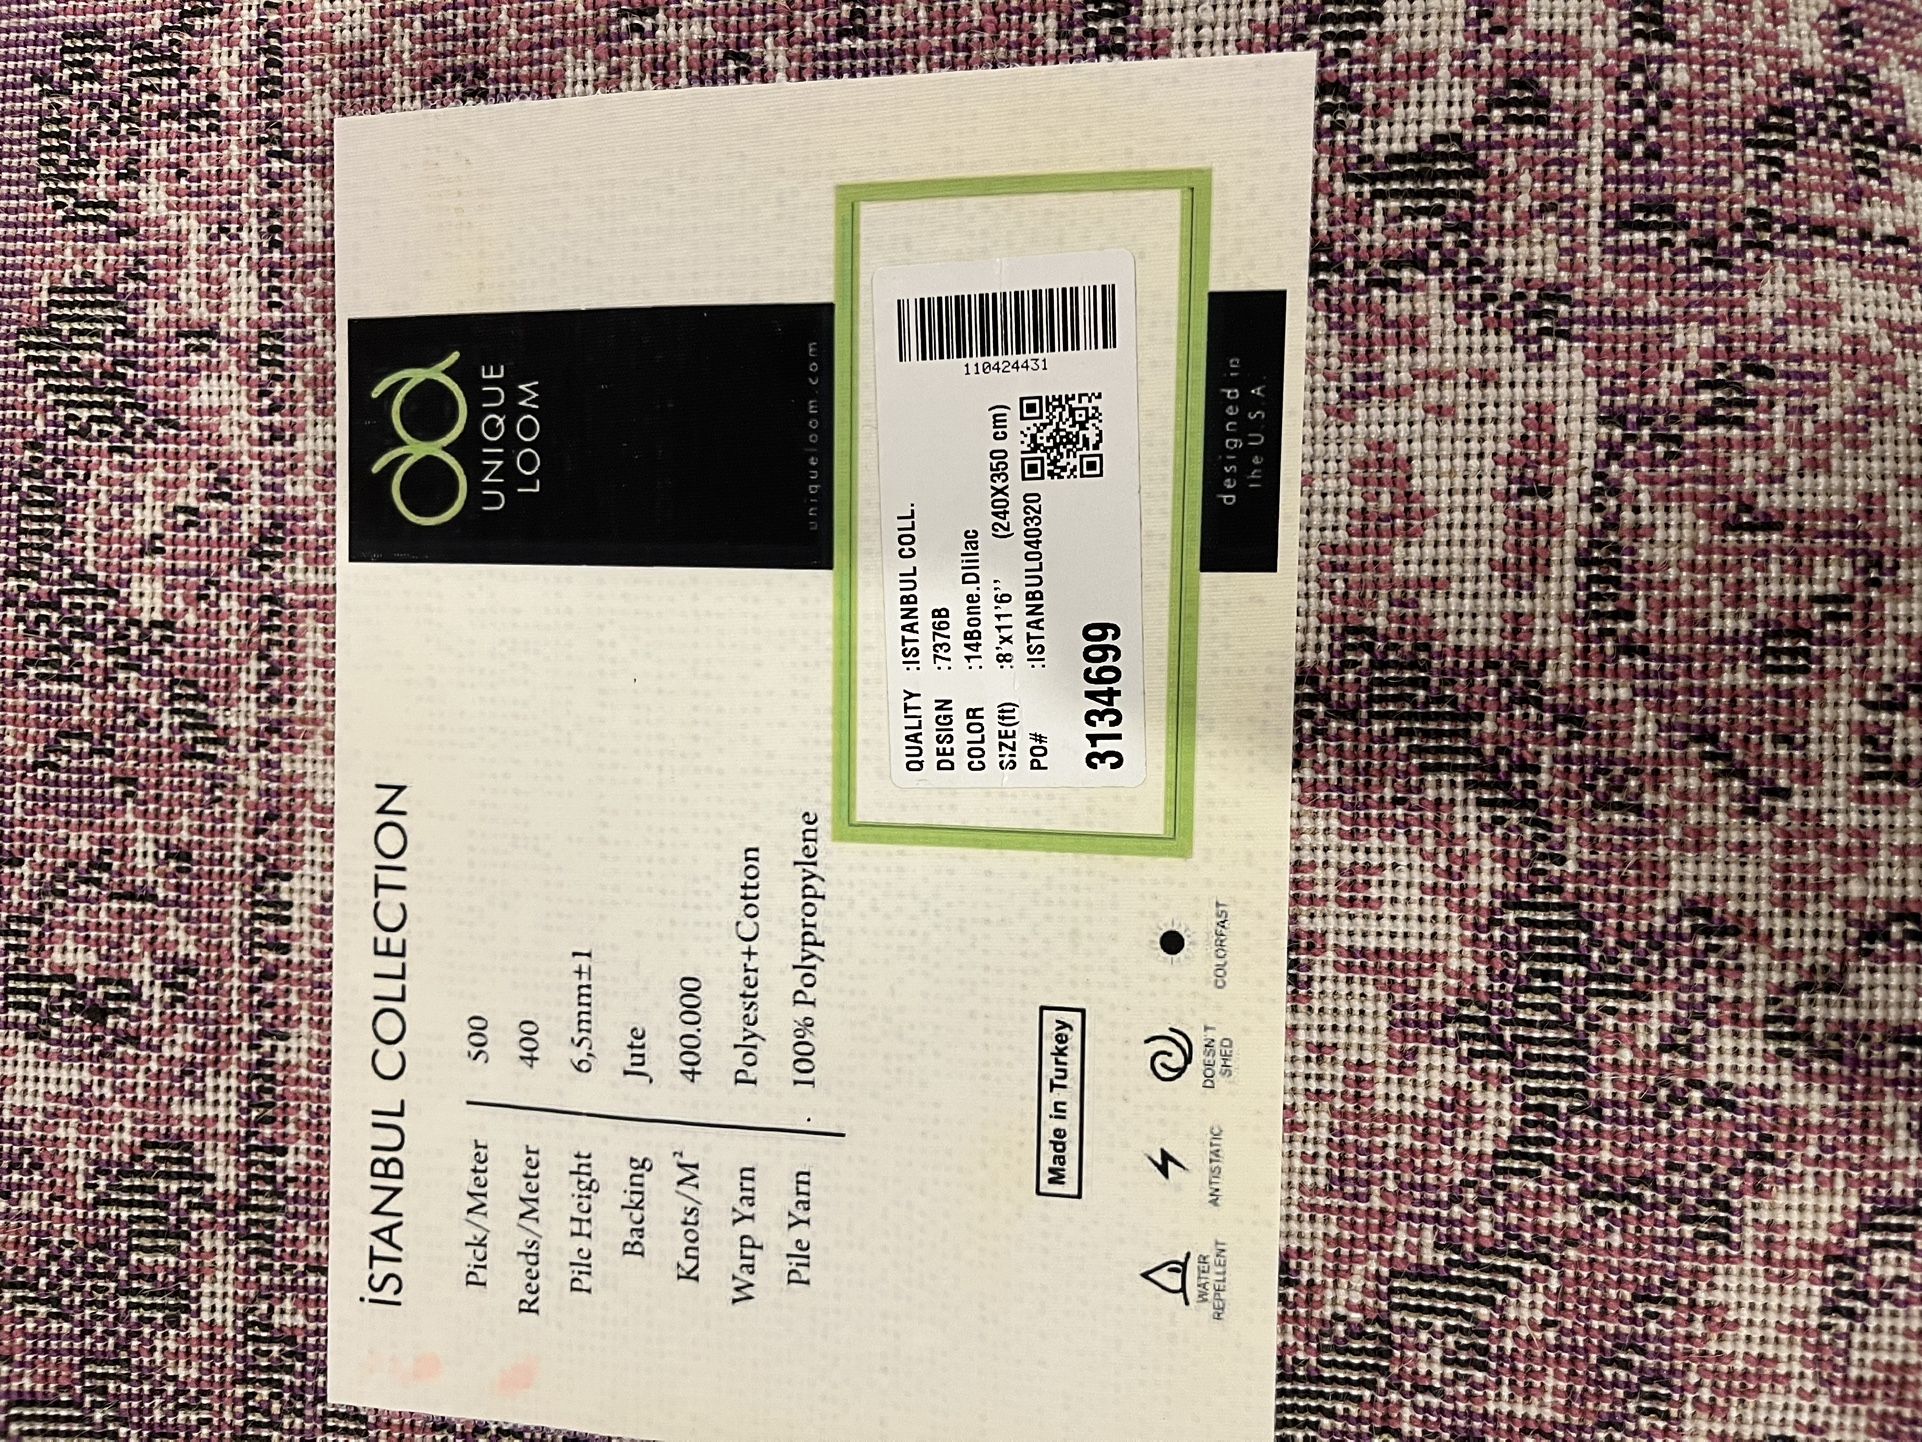 İSTANBUL COLLECTION
Pick/Meter 500
Reeds/Meter 400
Pile Height 6,5mm±1
Backing Jute
Knots/M² 400.000
Warp Yarn Polyester+Cotton
Pile Yarn . 100% Polypropylene
Made in Turkey
WATER
REPELLENT
ANTISTATIC
DOESN'T
SHED
COLORFAST
UNIQUE
LOOM
uniqueloom.com
QUALITY :ISTANBUL COLL.
DESIGN :7376B
COLOR :14Bone.Dlilac
SIZE(ft) :8'x11'6'' (240X350 cm)
PO# :ISTANBUL040320
3134699
110424431
designed in
the U.S.A.